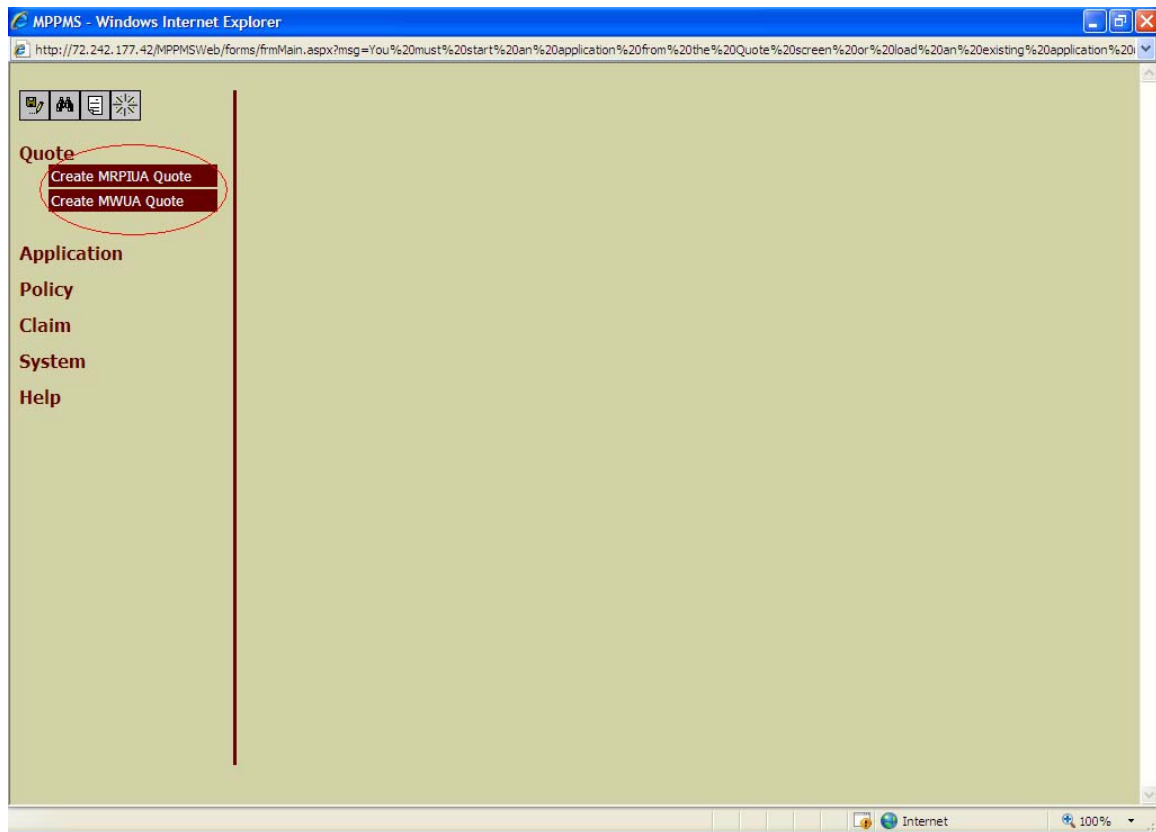 MPPMS - Windows Internet Explorer
http://72.242.177.42/MPPMSWeb/forms/frmMain.aspx?msg=You%20must%20start%20an%20application%20from%20the%20Quote%20screen%20or%20load%20an%20existing%20application%20
Quote
Create MRPIUA Quote
Create MWUA Quote
Application
Policy
Claim
System
Help
Internet
100%